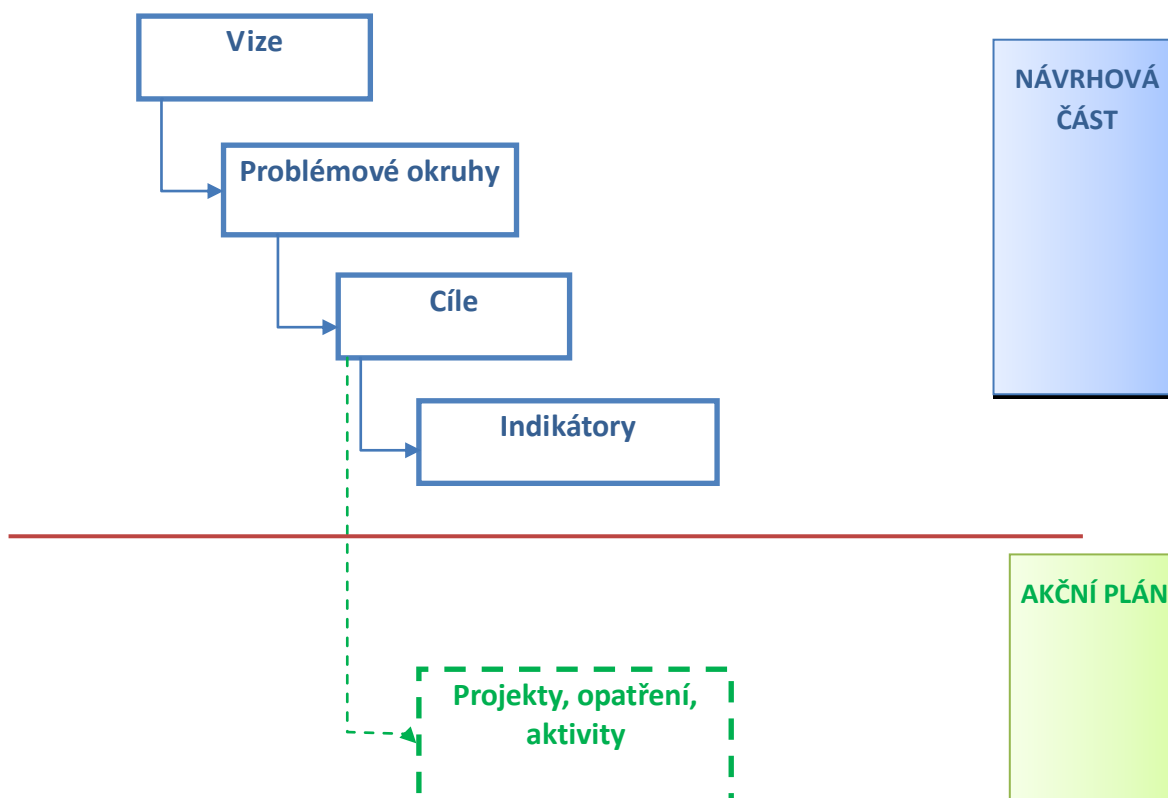 Vize
NÁVRHOVÁ
ČÁST
Problémové okruhy
Cíle
Indikátory
AKČNÍ PLÁN
Projekty, opatření,
aktivity